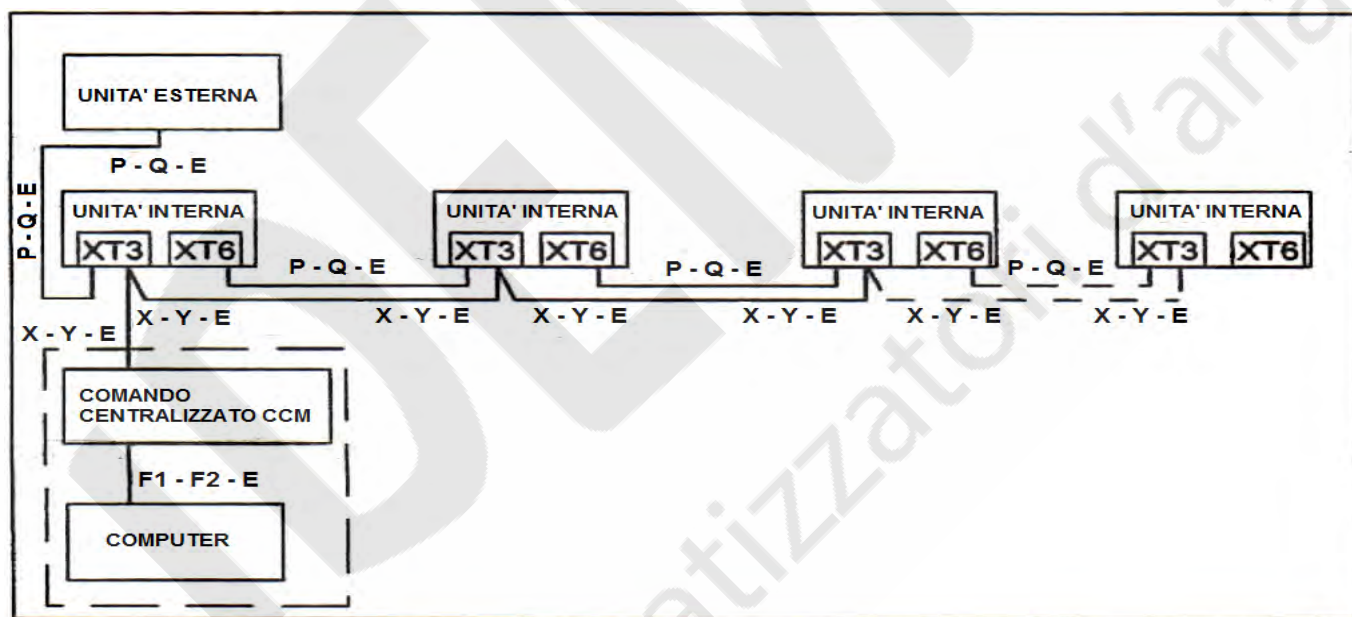 UNITA' ESTERNA
P - Q - E
P - Q - E
UNITA' INTERNA
XT3 XT6
UNITA' INTERNA
XT3 XT6
UNITA' INTERNA
XT3 XT6
UNITA' INTERNA
XT3 XT6
P - Q - E
P - Q - E
P - Q - E
X - Y - E
X - Y - E
X - Y - E
X - Y - E
X - Y - E
X - Y - E
X - Y - E
COMANDO
CENTRALIZZATO CCM
F1 - F2 - E
COMPUTER